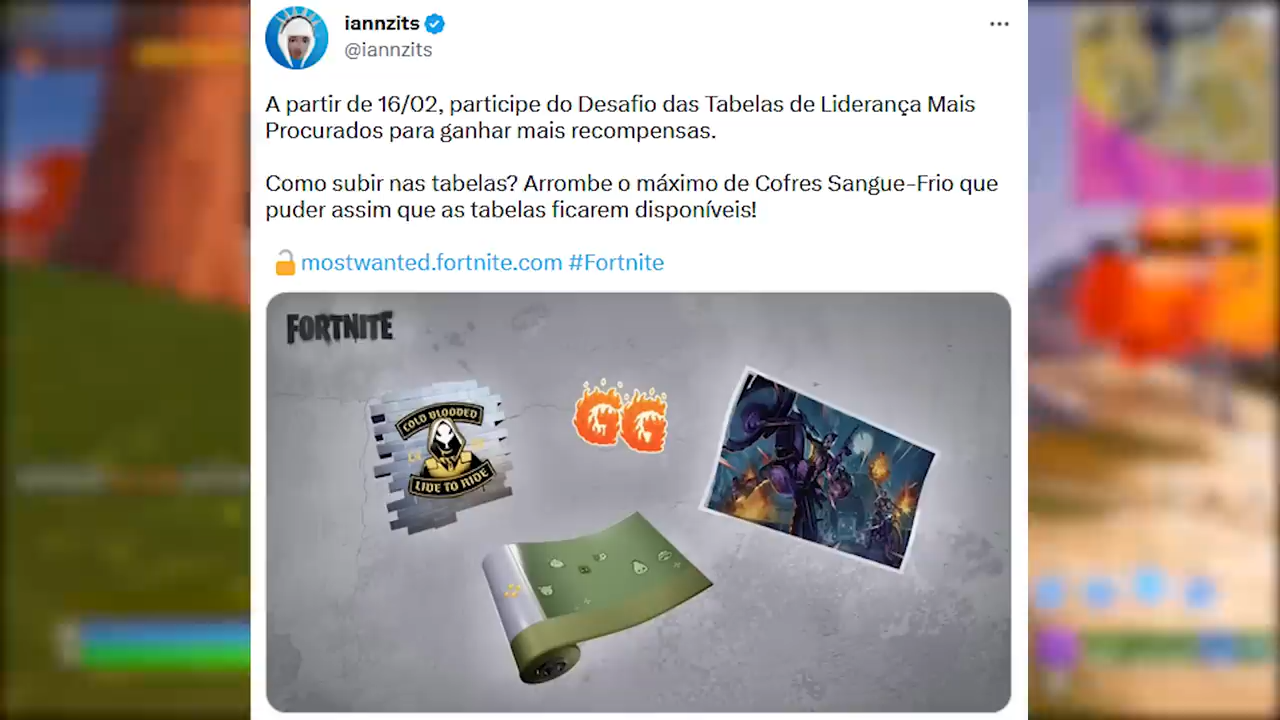 iannzits
@iannzits
A partir de 16/02, participe do Desafio das Tabelas de Liderança Mais
Procurados para ganhar mais recompensas.
Como subir nas tabelas? Arrombe o máximo de Cofres Sangue-Frio que
puder assim que as tabelas ficarem disponíveis!
mostwanted.fortnite.com #Fortnite
FORTNITE
COLD BLOODED
LIVE TO RIDE
GG